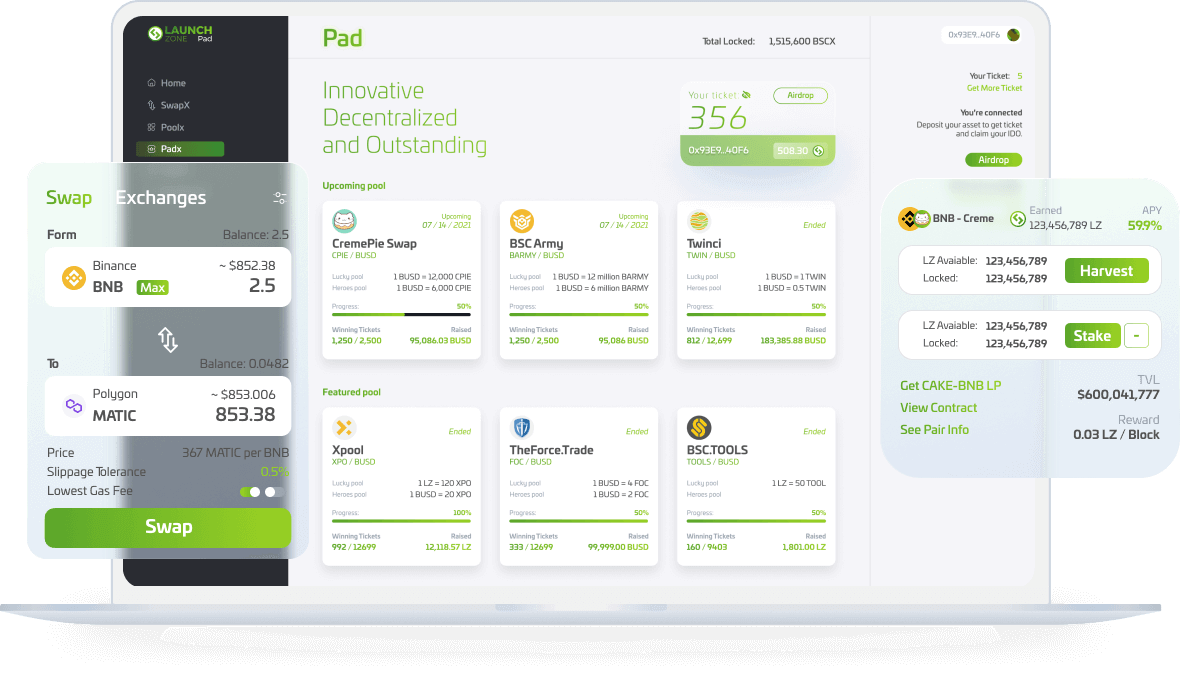 LAUNCH
ZONE Pad
Home
SwapX
Poolx
Padx
Pad
Total Locked: 1,515,600 BSCX
Innovative
Decentralized
and Outstanding
Your ticket:
Airdrop
356
0x93E9..40F6 508.30
0x93E9..40F6
Your Ticket: 5
Get More Ticket
You're connected
Deposit your asset to get ticket
and claim your IDO.
Airdrop
Swap Exchanges
Form Balance: 2.5
Binance ~ $852.38
BNB Max 2.5
To Balance: 0.0482
Polygon ~ $853.006
MATIC 853.38
Price 367 MATIC per BNB
Slippage Tolerance 0.5%
Lowest Gas Fee
Swap
Upcoming pool
Upcoming
07 / 14 / 2021
CremePie Swap
CPIE / BUSD
Lucky pool 1 BUSD = 12,000 CPIE
Heroes pool 1 BUSD = 6,000 CPIE
Progress: 50%
Winning Tickets Raised
1,250 / 2,500 95,086.03 BUSD
Upcoming
07 / 14 / 2021
BSC Army
BARMY / BUSD
Lucky pool 1 BUSD = 12 million BARMY
Heroes pool 1 BUSD = 6 million BARMY
Progress: 50%
Winning Tickets Raised
1,250 / 2,500 95,086 BUSD
Ended
Twinci
TWIN / BUSD
Lucky pool 1 BUSD = 1 TWIN
Heroes pool 1 BUSD = 0.5 TWIN
Progress: 50%
Winning Tickets Raised
812 / 12,699 183,385.88 BUSD
Featured pool
Ended
Xpool
XPO / BUSD
Lucky pool 1 LZ = 120 XPO
Heroes pool 1 BUSD = 20 XPO
Progress: 100%
Winning Tickets Raised
992 / 12699 12,118.57 LZ
Ended
TheForce.Trade
FOC / BUSD
Lucky pool 1 BUSD = 4 FOC
Heroes pool 1 BUSD = 2 FOC
Progress: 50%
Winning Tickets Raised
333 / 12699 99,999.00 BUSD
Ended
BSC.TOOLS
TOOLS / BUSD
Lucky pool 1 LZ = 50 TOOL
Heroes pool
Progress: 50%
Winning Tickets Raised
160 / 9403 1,801.00 LZ
BNB - Creme
Earned
123,456,789 LZ
APY
59.9%
LZ Avaiable: 123,456,789
Locked: 123,456,789
Harvest
LZ Avaiable: 123,456,789
Locked: 123,456,789
Stake -
Get CAKE-BNB LP
View Contract
See Pair Info
TVL
$600,041,777
Reward
0.03 LZ / Block